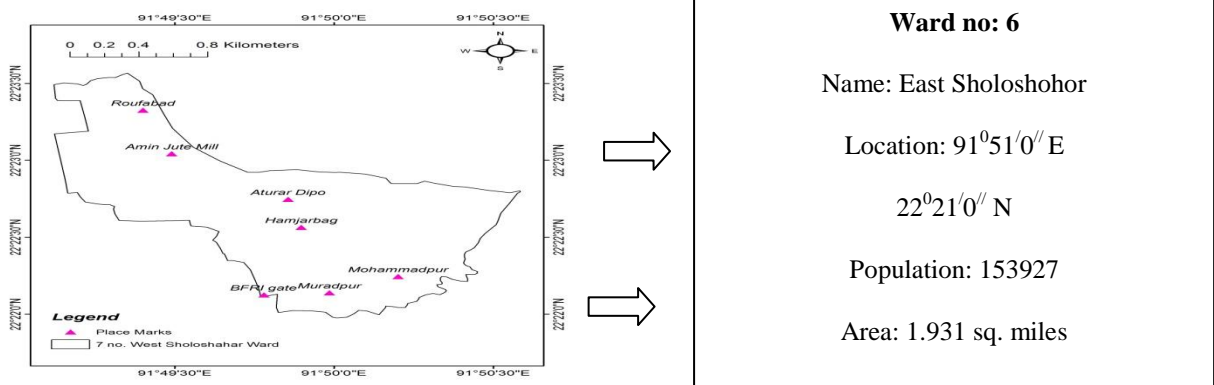 91°49'30"E 91°50'0"E 91°50'30"E
0 0.2 0.4 0.8 Kilometers
N
W E
S
22°23'30"N 22°23'30"N
Roufabad
Amin Jute Mill
22°23'0"N 22°23'0"N
Aturar Dipo
Hamjarbag
22°22'30"N 22°22'30"N
Mohammadpur
BFRI gate Muradpur
22°22'0"N 22°22'0"N
Legend
Place Marks
7 no. West Sholoshahar Ward
91°49'30"E 91°50'0"E 91°50'30"E
Ward no: 6
Name: East Sholoshohor
Location: 91⁰51′0″ E
22⁰21′0″ N
Population: 153927
Area: 1.931 sq. miles